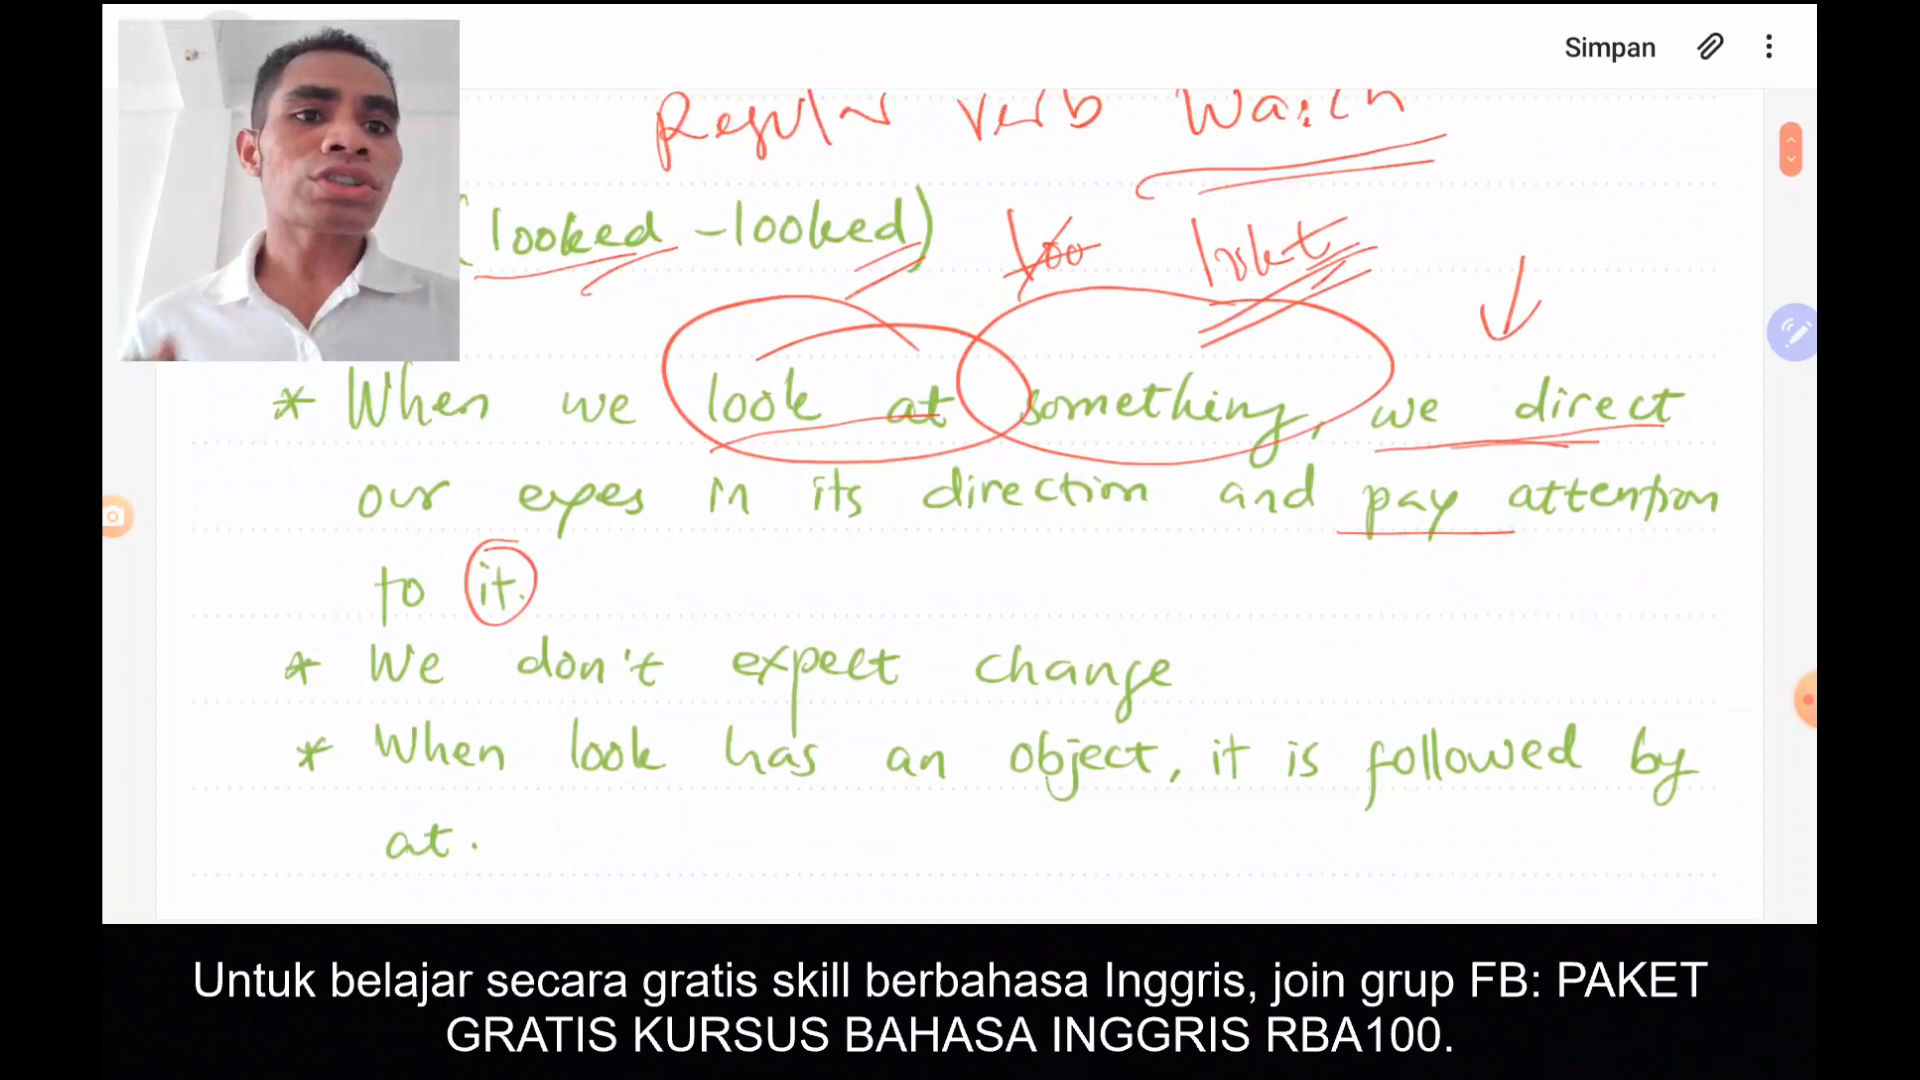 Simpan
Regular verb Watch
(looked - looked) loo lookt
* When we look at something, we direct
our eyes in its direction and pay attention
to it.
* We don't expect change
* When look has an object, it is followed by
at.
Untuk belajar secara gratis skill berbahasa Inggris, join grup FB: PAKET
GRATIS KURSUS BAHASA INGGRIS RBA100.